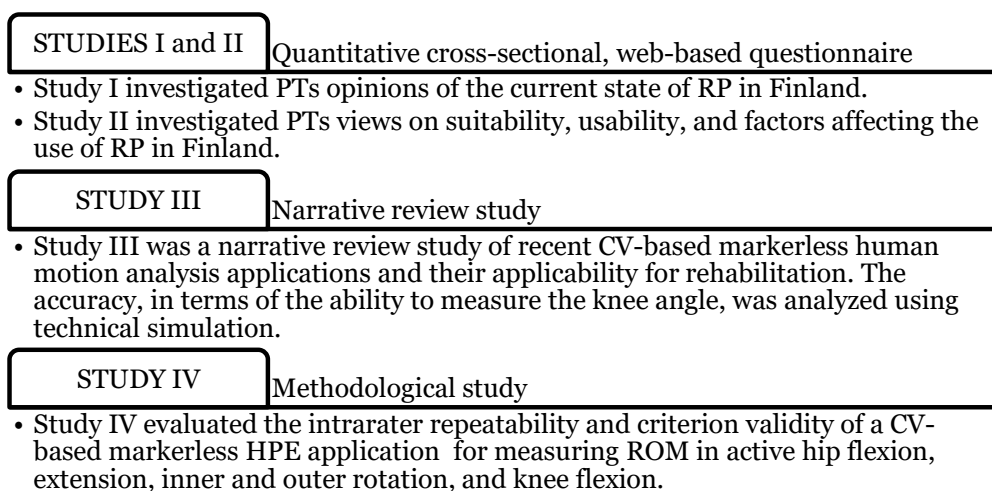 STUDIES I and II
Quantitative cross-sectional, web-based questionnaire
• Study I investigated PTs opinions of the current state of RP in Finland.
• Study II investigated PTs views on suitability, usability, and factors affecting the
use of RP in Finland.
STUDY III
Narrative review study
• Study III was a narrative review study of recent CV-based markerless human
motion analysis applications and their applicability for rehabilitation. The
accuracy, in terms of the ability to measure the knee angle, was analyzed using
technical simulation.
STUDY IV
Methodological study
• Study IV evaluated the intrarater repeatability and criterion validity of a CV-
based markerless HPE application for measuring ROM in active hip flexion,
extension, inner and outer rotation, and knee flexion.